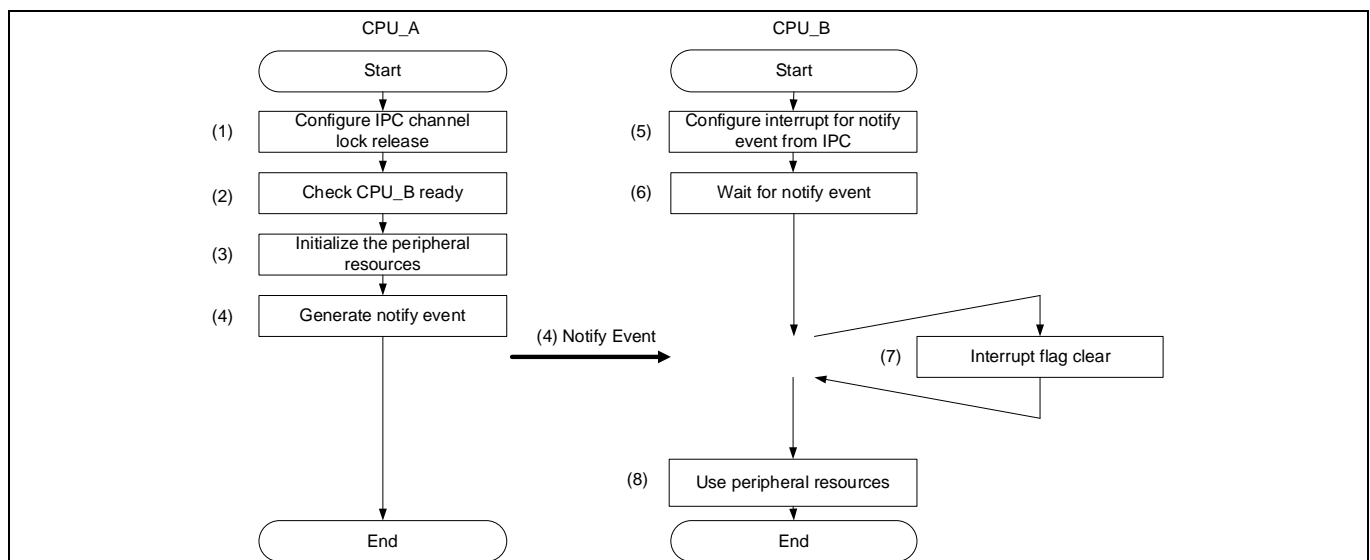 CPU_A
CPU_B
Start
Start
(1)
Configure IPC channel
lock release
(5)
Configure interrupt for notify
event from IPC
(2)
Check CPU_B ready
(6)
Wait for notify event
(3)
Initialize the peripheral
resources
(4)
Generate notify event
(4) Notify Event
(7)
Interrupt flag clear
(8)
Use peripheral resources
End
End